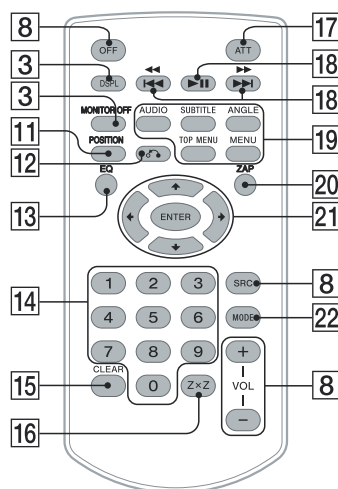 8 OFF ATT 17
3 DSPL 18
3 MONITOR OFF AUDIO SUBTITLE ANGLE 18
11 POSITION TOP MENU MENU 19
12
13 EQ ZAP 20
ENTER 21
14 1 2 3 SRC 8
4 5 6 MODE 22
7 8 9 +
15 CLEAR 0 VOL 8
16 Z×Z −